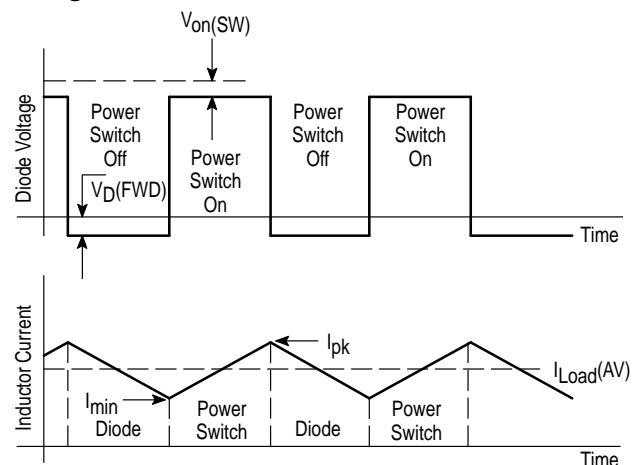 Von(SW)
Diode Voltage
Power
Switch
Off
Power
Switch
On
Power
Switch
Off
Power
Switch
On
VD(FWD)
Time
Inductor Current
Ipk
ILoad(AV)
Imin
Diode
Power
Switch
Diode
Power
Switch
Time